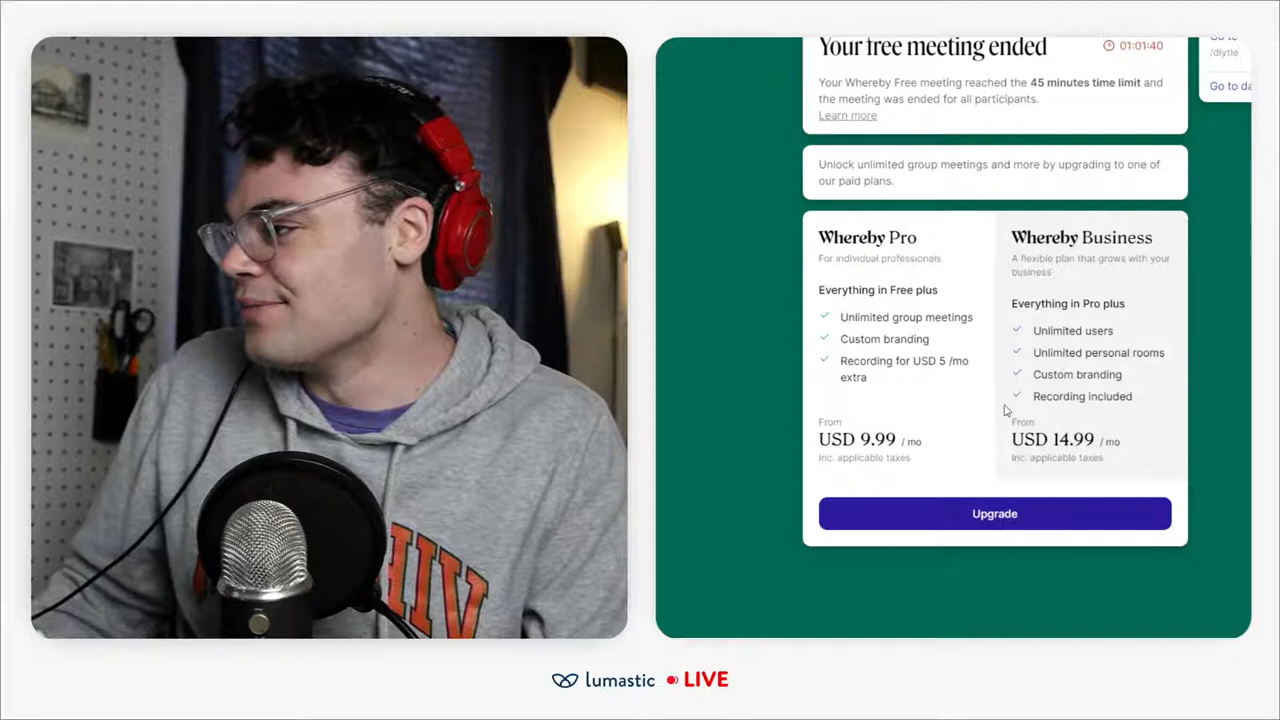 Your free meeting ended
01:01:40
Your Whereby Free meeting reached the 45 minutes time limit and
the meeting was ended for all participants.
Learn more
/dlytle
Go to da
Unlock unlimited group meetings and more by upgrading to one of
our paid plans.
Whereby Pro
For individual professionals
Everything in Free plus
Unlimited group meetings
Custom branding
Recording for USD 5 /mo
extra
From
USD 9.99 / mo
Inc. applicable taxes
Whereby Business
A flexible plan that grows with your
business
Everything in Pro plus
Unlimited users
Unlimited personal rooms
Custom branding
Recording included
From
USD 14.99 / mo
Inc. applicable taxes
Upgrade
HIV
lumastic LIVE